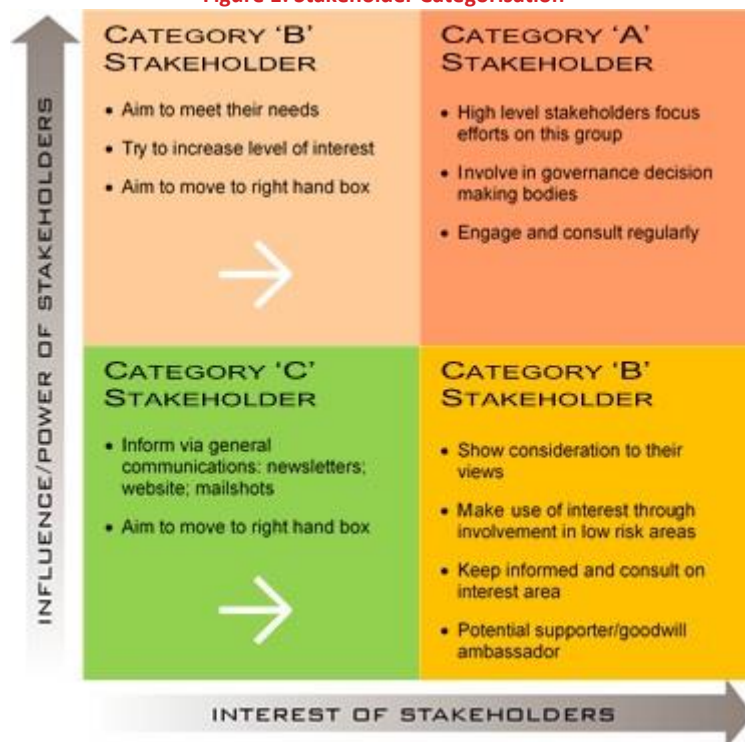 CATEGORY 'B'
STAKEHOLDER
• Aim to meet their needs
• Try to increase level of interest
• Aim to move to right hand box
CATEGORY 'A'
STAKEHOLDER
• High level stakeholders focus
efforts on this group
• Involve in governance decision
making bodies
• Engage and consult regularly
CATEGORY 'C'
STAKEHOLDER
• Inform via general
communications: newsletters;
website; mailshots
• Aim to move to right hand box
CATEGORY 'B'
STAKEHOLDER
• Show consideration to their
views
• Make use of interest through
involvement in low risk areas
• Keep informed and consult on
interest area
• Potential supporter/goodwill
ambassador
INFLUENCE/POWER OF STAKEHOLDERS
INTEREST OF STAKEHOLDERS